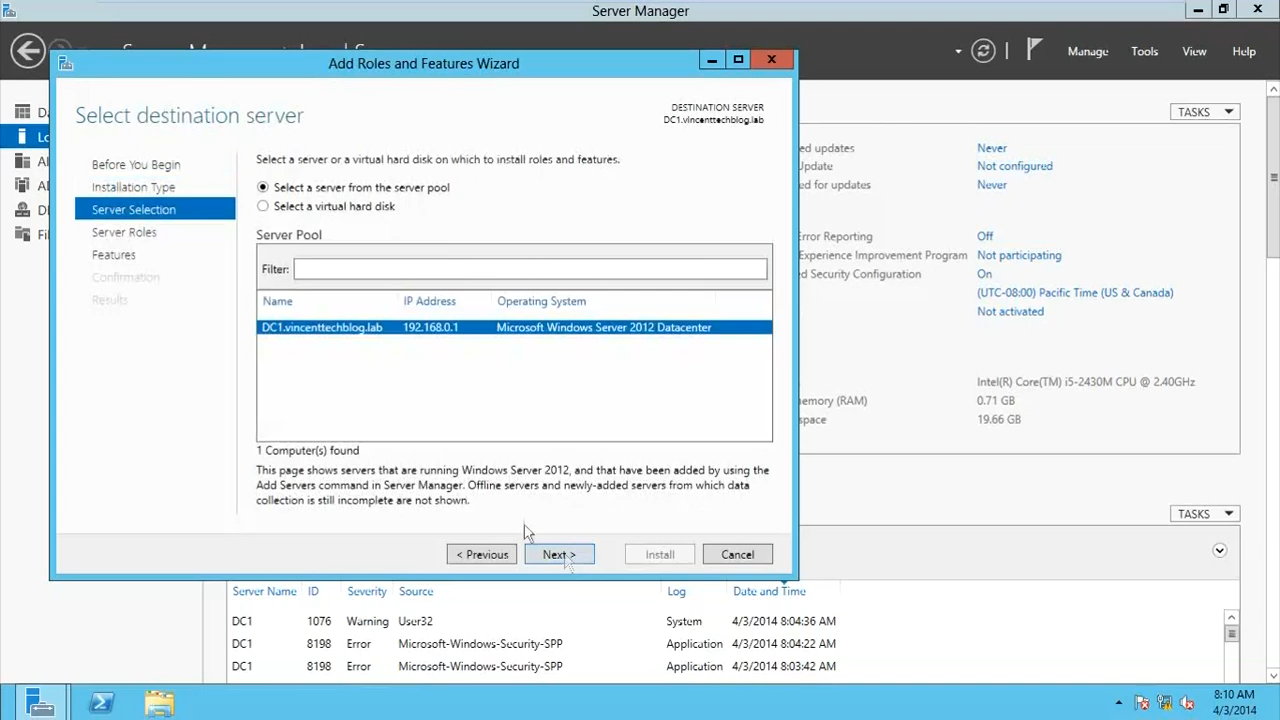 Server Manager
Manage Tools View Help
Add Roles and Features Wizard
Select destination server
DESTINATION SERVER
DC1.vincenttechblog.lab
Before You Begin
Installation Type
Server Selection
Server Roles
Features
Confirmation
Results
Select a server or a virtual hard disk on which to install roles and features.
Select a server from the server pool
Select a virtual hard disk
Server Pool
Filter:
Name IP Address Operating System
DC1.vincenttechblog.lab 192.168.0.1 Microsoft Windows Server 2012 Datacenter
1 Computer(s) found
This page shows servers that are running Windows Server 2012, and that have been added by using the
Add Servers command in Server Manager. Offline servers and newly-added servers from which data
collection is still incomplete are not shown.
< Previous Next > Install Cancel
TASKS
ed updates Never
Update Not configured
ed for updates Never
Error Reporting Off
Experience Improvement Program Not participating
ed Security Configuration On
(UTC-08:00) Pacific Time (US & Canada)
Not activated
Intel(R) Core(TM) i5-2430M CPU @ 2.40GHz
emory (RAM) 0.71 GB
space 19.66 GB
TASKS
Server Name ID Severity Source Log Date and Time
DC1 1076 Warning User32 System 4/3/2014 8:04:36 AM
DC1 8198 Error Microsoft-Windows-Security-SPP Application 4/3/2014 8:04:22 AM
DC1 8198 Error Microsoft-Windows-Security-SPP Application 4/3/2014 8:03:42 AM
8:10 AM
4/3/2014